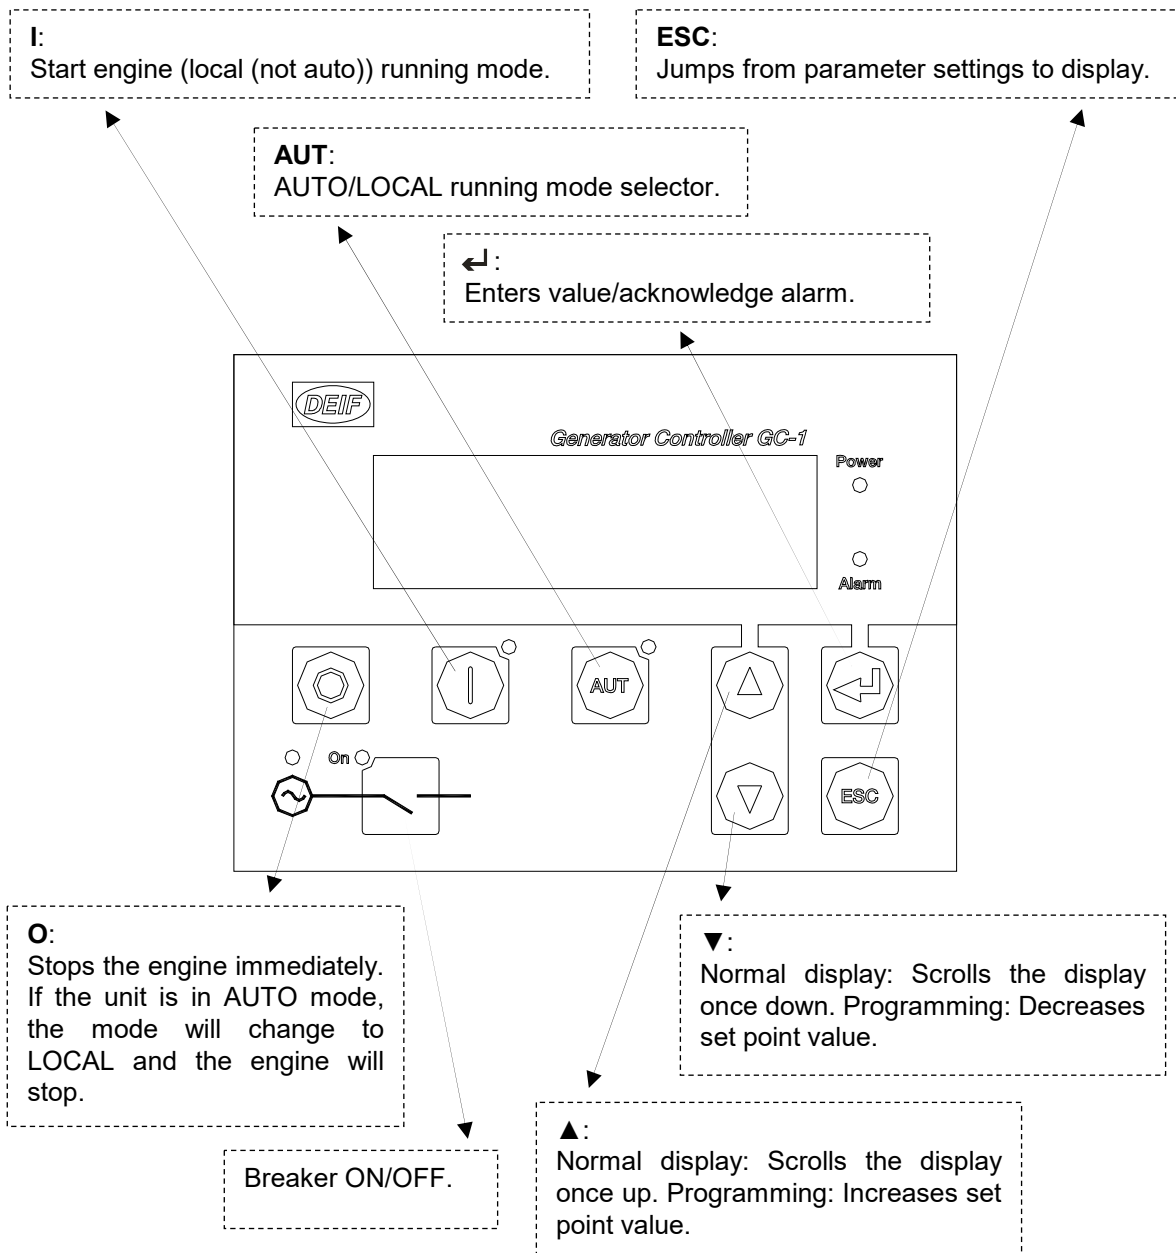 I:
Start engine (local (not auto)) running mode.
ESC:
Jumps from parameter settings to display.
AUT:
AUTO/LOCAL running mode selector.
↵:
Enters value/acknowledge alarm.
DEIF
Generator Controller GC-1
Power
Alarm
AUT
On
ESC
O:
Stops the engine immediately.
If the unit is in AUTO mode,
the mode will change to
LOCAL and the engine will
stop.
▼:
Normal display: Scrolls the display
once down. Programming: Decreases
set point value.
Breaker ON/OFF.
▲:
Normal display: Scrolls the display
once up. Programming: Increases set
point value.